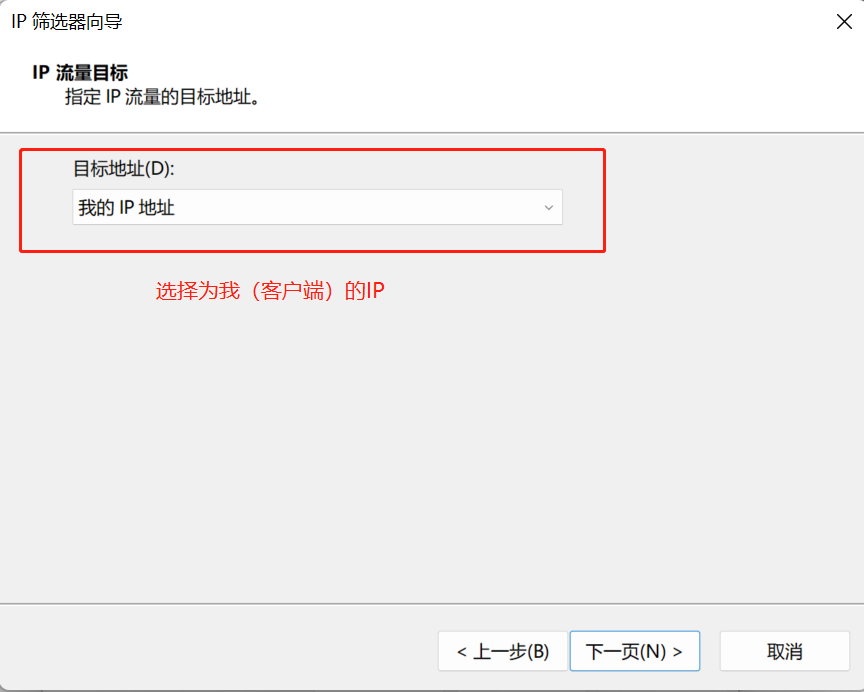 IP 筛选器向导
IP 流量目标
指定 IP 流量的目标地址。
目标地址(D):
我的 IP 地址
选择为我（客户端）的IP
< 上一步(B)
下一页(N) >
取消